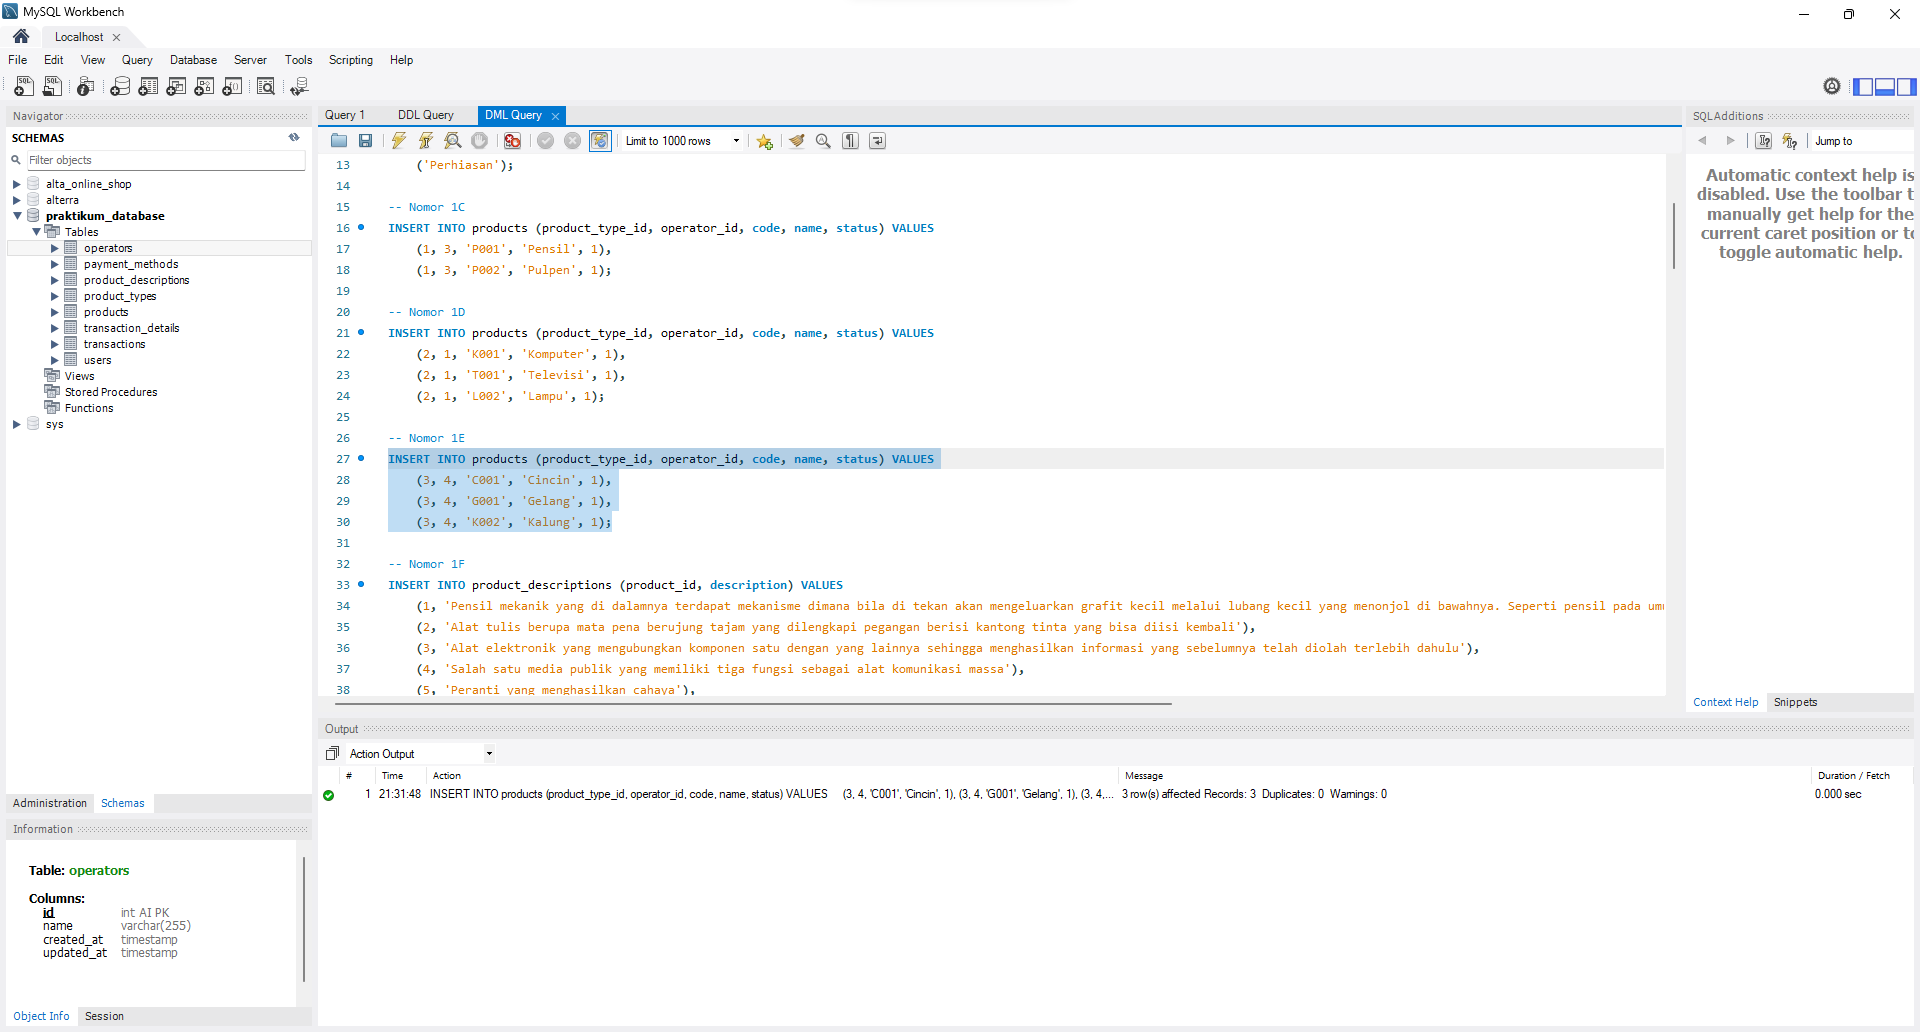 MySQL Workbench
Localhost
File Edit View Query Database Server Tools Scripting Help
Navigator
SCHEMAS
Filter objects
alta_online_shop
alterra
praktikum_database
Tables
operators
payment_methods
product_descriptions
product_types
products
transaction_details
transactions
users
Views
Stored Procedures
Functions
sys
Administration Schemas
Information
Table: operators
Columns:
id int AI PK
name varchar(255)
created_at timestamp
updated_at timestamp
Object Info Session
Query 1 DDL Query DML Query
Limit to 1000 rows
13 ('Perhiasan');
14
15 -- Nomor 1C
16 INSERT INTO products (product_type_id, operator_id, code, name, status) VALUES
17 (1, 3, 'P001', 'Pensil', 1),
18 (1, 3, 'P002', 'Pulpen', 1);
19
20 -- Nomor 1D
21 INSERT INTO products (product_type_id, operator_id, code, name, status) VALUES
22 (2, 1, 'K001', 'Komputer', 1),
23 (2, 1, 'T001', 'Televisi', 1),
24 (2, 1, 'L002', 'Lampu', 1);
25
26 -- Nomor 1E
27 INSERT INTO products (product_type_id, operator_id, code, name, status) VALUES
28 (3, 4, 'C001', 'Cincin', 1),
29 (3, 4, 'G001', 'Gelang', 1),
30 (3, 4, 'K002', 'Kalung', 1);
31
32 -- Nomor 1F
33 INSERT INTO product_descriptions (product_id, description) VALUES
34 (1, 'Pensil mekanik yang di dalamnya terdapat mekanisme dimana bila di tekan akan mengeluarkan grafit kecil melalui lubang kecil yang menonjol di bawahnya. Seperti pensil pada
35 (2, 'Alat tulis berupa mata pena berujung tajam yang dilengkapi pegangan berisi kantong tinta yang bisa diisi kembali'),
36 (3, 'Alat elektronik yang mengubungkan komponen satu dengan yang lainnya sehingga menghasilkan informasi yang sebelumnya telah diolah terlebih dahulu'),
37 (4, 'Salah satu media publik yang memiliki tiga fungsi sebagai alat komunikasi massa'),
38 (5, 'Peranti yang menghasilkan cahaya'),
SQLAdditions
Jump to
Automatic context help is
disabled. Use the toolbar
manually get help for the
current caret position or
toggle automatic help.
Context Help Snippets
Output
Action Output
# Time Action Message Duration / Fetch
1 21:31:48 INSERT INTO products (product_type_id, operator_id, code, name, status) VALUES (3, 4, 'C001', 'Cincin', 1), (3, 4, 'G001', 'Gelang', 1), (3, 4,... 3 row(s) affected Records: 3 Duplicates: 0 Warnings: 0 0.000 sec